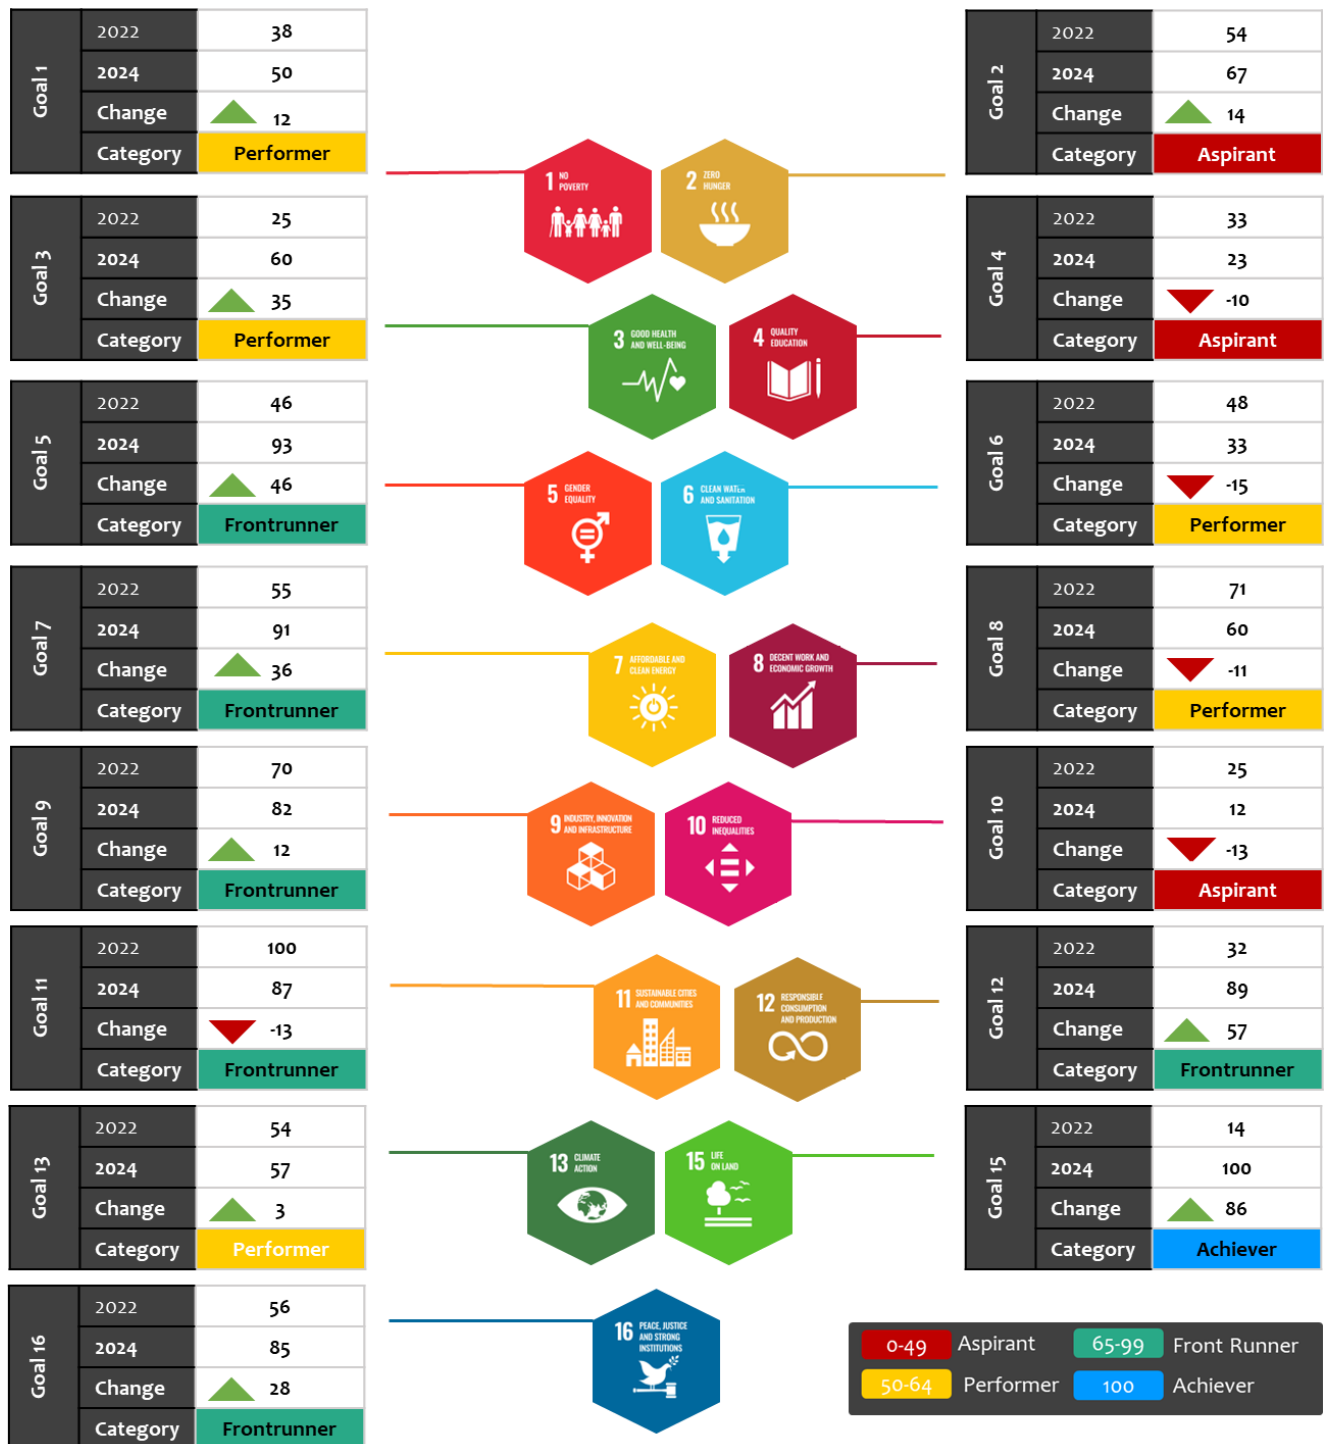 Goal 1
2022 38
2024 50
Change 12
Category Performer
Goal 2
2022 54
2024 67
Change 14
Category Aspirant
1 NO
POVERTY
2 ZERO
HUNGER
Goal 3
2022 25
2024 60
Change 35
Category Performer
Goal 4
2022 33
2024 23
Change -10
Category Aspirant
3 GOOD HEALTH
AND WELL-BEING
4 QUALITY
EDUCATION
Goal 5
2022 46
2024 93
Change 46
Category Frontrunner
Goal 6
2022 48
2024 33
Change -15
Category Performer
5 GENDER
EQUALITY
6 CLEAN WATER
AND SANITATION
Goal 7
2022 55
2024 91
Change 36
Category Frontrunner
Goal 8
2022 71
2024 60
Change -11
Category Performer
7 AFFORDABLE AND
CLEAN ENERGY
8 DECENT WORK AND
ECONOMIC GROWTH
Goal 9
2022 70
2024 82
Change 12
Category Frontrunner
Goal 10
2022 25
2024 12
Change -13
Category Aspirant
9 INDUSTRY, INNOVATION
AND INFRASTRUCTURE
10 REDUCED
INEQUALITIES
Goal 11
2022 100
2024 87
Change -13
Category Frontrunner
Goal 12
2022 32
2024 89
Change 57
Category Frontrunner
11 SUSTAINABLE CITIES
AND COMMUNITIES
12 RESPONSIBLE
CONSUMPTION
AND PRODUCTION
Goal 13
2022 54
2024 57
Change 3
Category Performer
Goal 15
2022 14
2024 100
Change 86
Category Achiever
13 CLIMATE
ACTION
15 LIFE
ON LAND
Goal 16
2022 56
2024 85
Change 28
Category Frontrunner
16 PEACE, JUSTICE
AND STRONG
INSTITUTIONS
0-49 Aspirant
65-99 Front Runner
50-64 Performer
100 Achiever